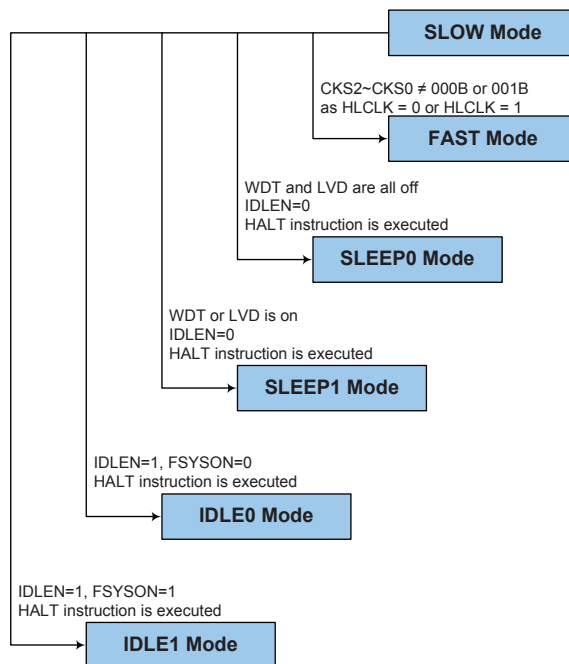 SLOW Mode
CKS2~CKS0 ≠ 000B or 001B
as HLCLK = 0 or HLCLK = 1
FAST Mode
WDT and LVD are all off
IDLEN=0
HALT instruction is executed
SLEEP0 Mode
WDT or LVD is on
IDLEN=0
HALT instruction is executed
SLEEP1 Mode
IDLEN=1, FSYSON=0
HALT instruction is executed
IDLE0 Mode
IDLEN=1, FSYSON=1
HALT instruction is executed
IDLE1 Mode